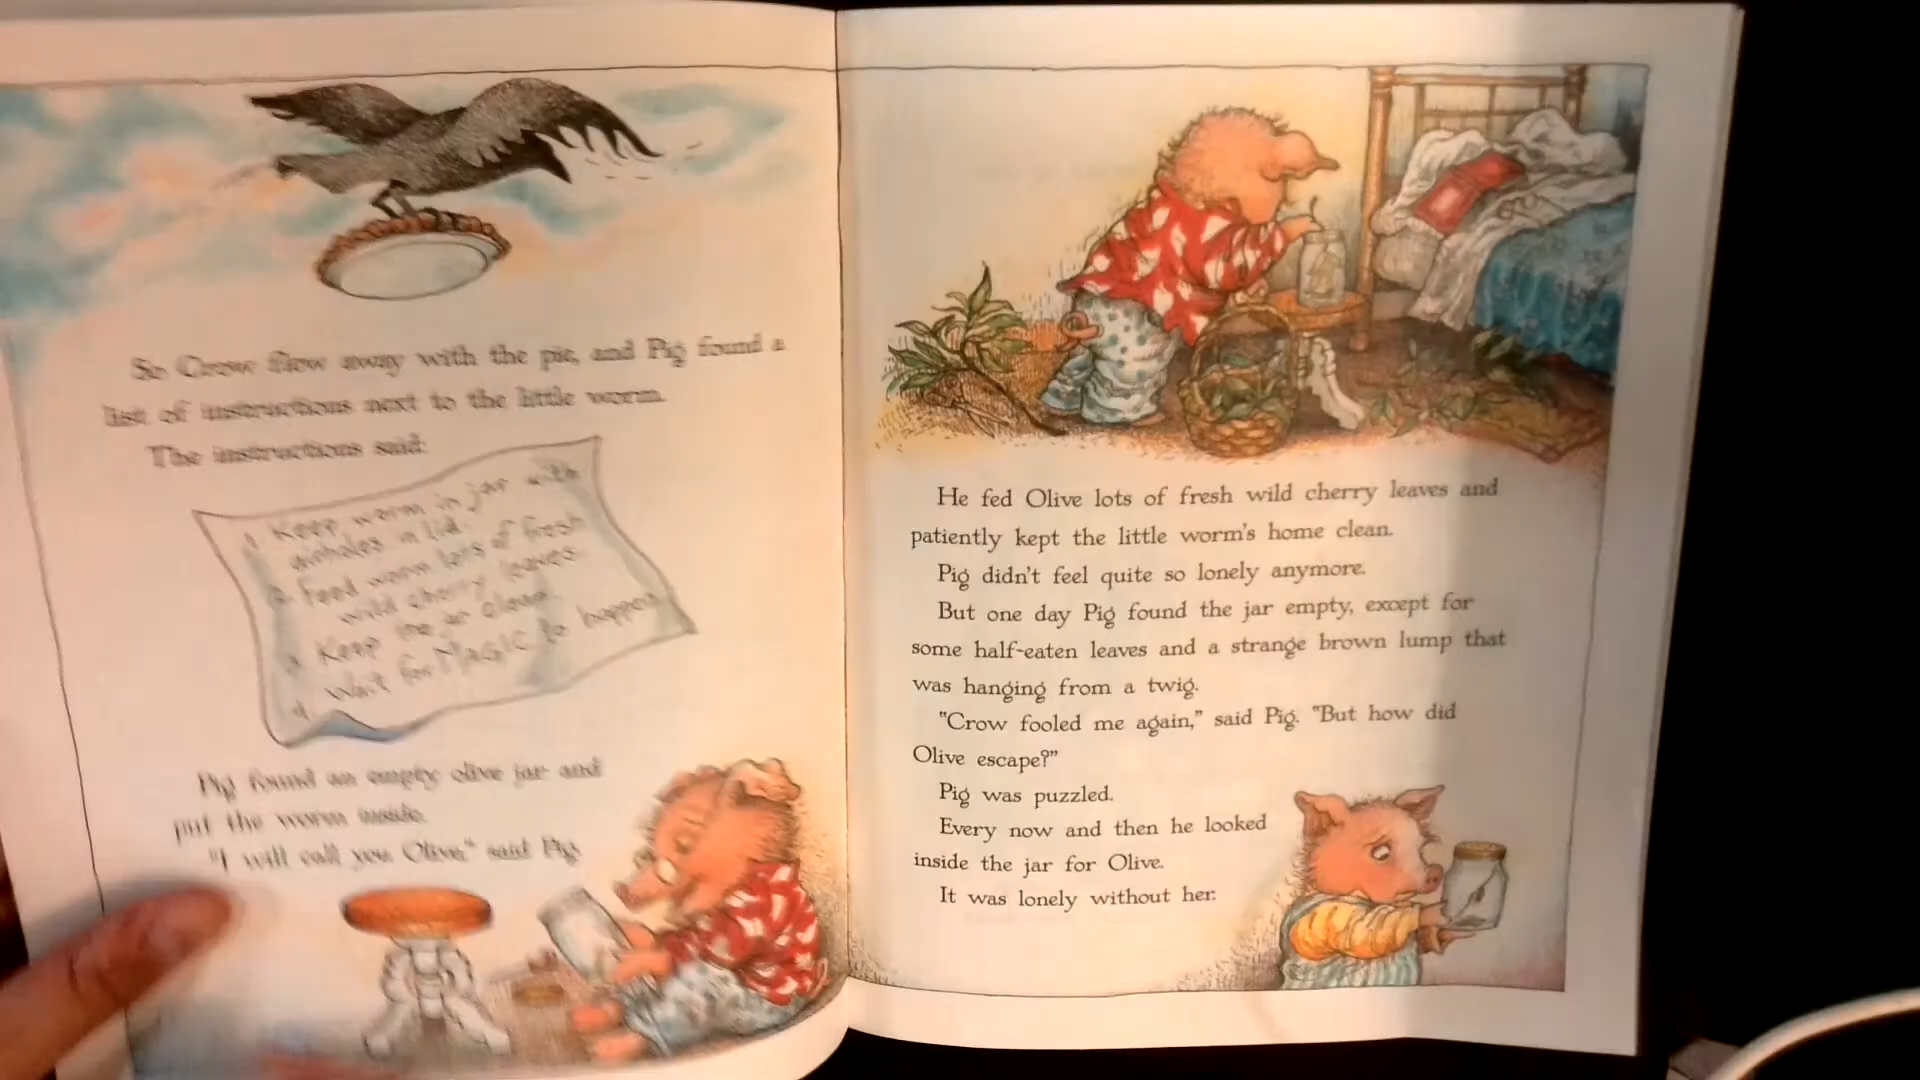 So Crow flew away with the pie, and Pig found a
list of instructions next to the little worm.
The instructions said:
1. Keep worm in jar with
airholes in lid.
2. Feed worm lots of fresh
wild cherry leaves.
3. Keep the jar clean.
4. Wait for MAGIC to happen
Pig found an empty olive jar and
put the worm inside.
"I will call you Olive," said Pig.
He fed Olive lots of fresh wild cherry leaves and
patiently kept the little worm's home clean.
Pig didn't feel quite so lonely anymore.
But one day Pig found the jar empty, except for
some half-eaten leaves and a strange brown lump that
was hanging from a twig.
"Crow fooled me again," said Pig. "But how did
Olive escape?"
Pig was puzzled.
Every now and then he looked
inside the jar for Olive.
It was lonely without her.